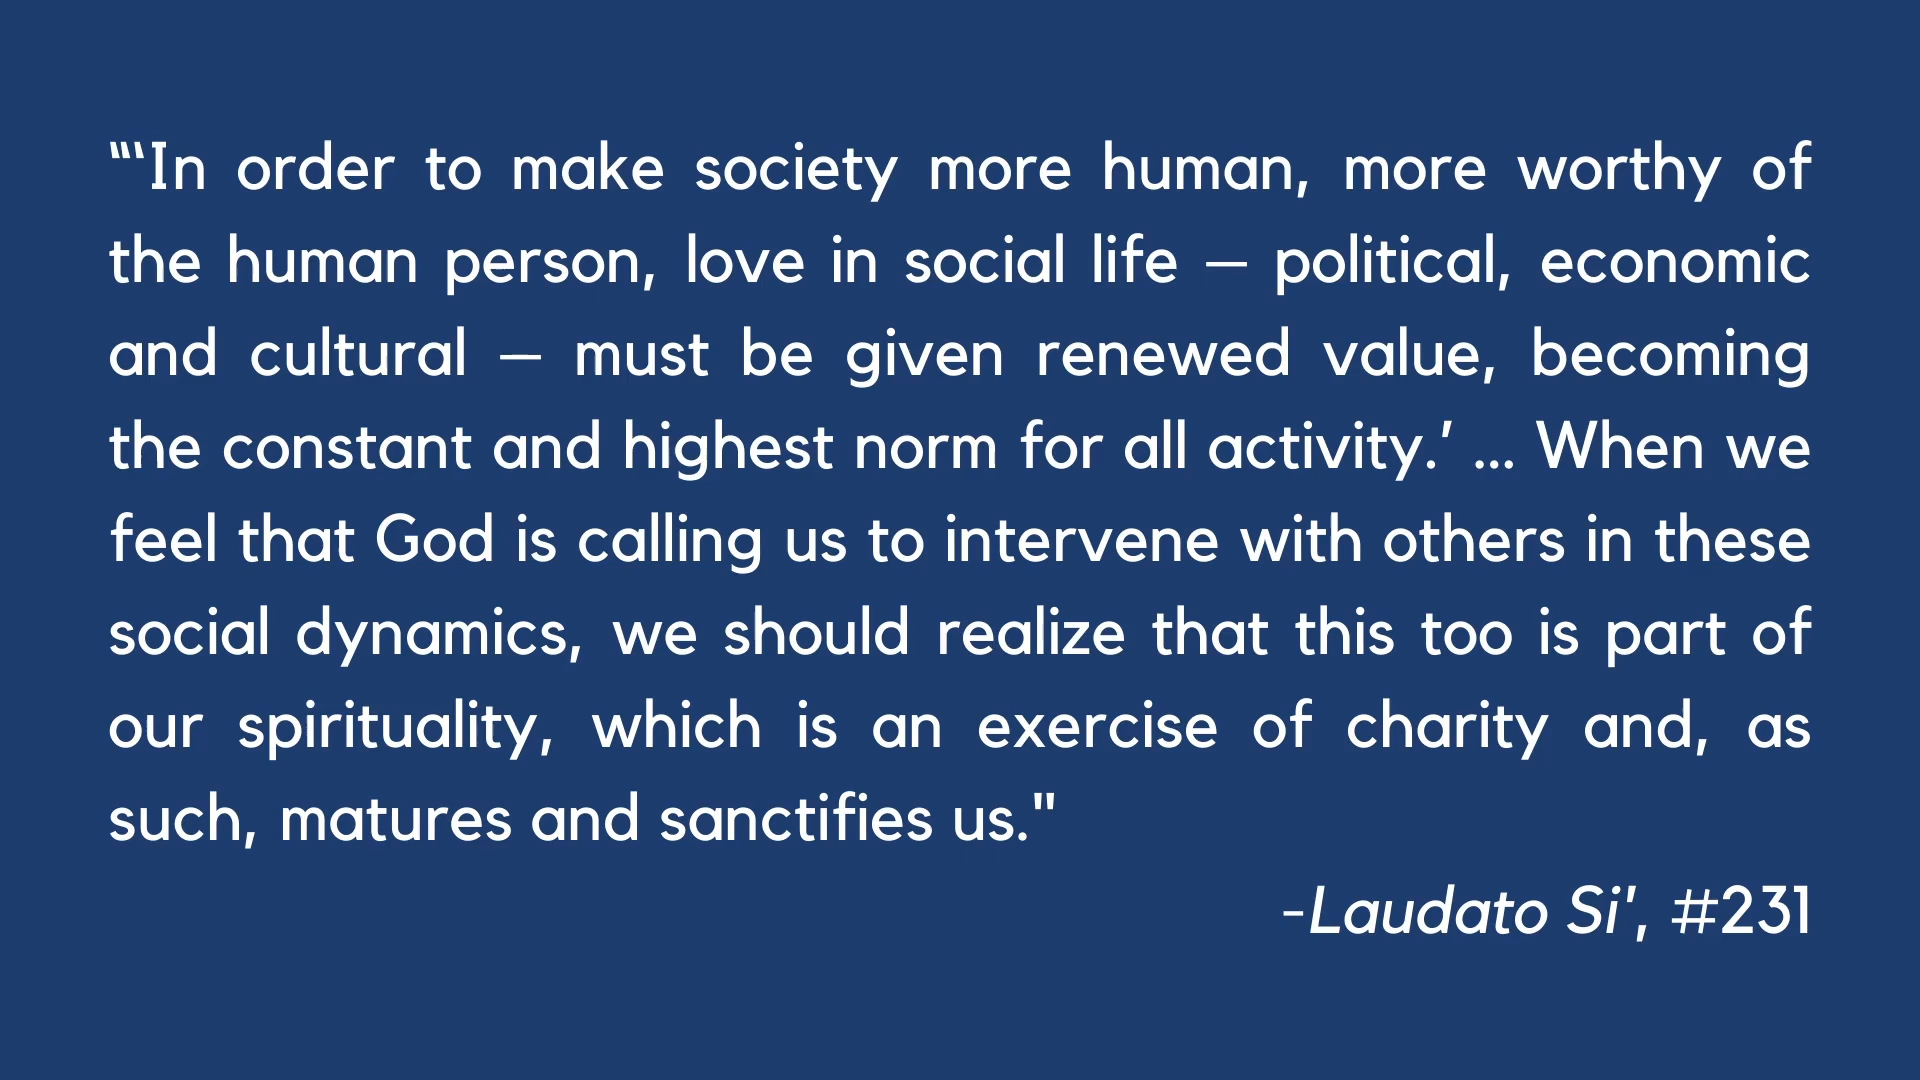 “‘In order to make society more human, more worthy of
the human person, love in social life — political, economic
and cultural — must be given renewed value, becoming
the constant and highest norm for all activity.’ ... When we
feel that God is calling us to intervene with others in these
social dynamics, we should realize that this too is part of
our spirituality, which is an exercise of charity and, as
such, matures and sanctifies us."
-Laudato Si', #231